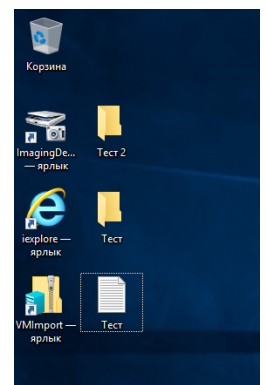 Корзина
ImagingDe...
— ярлык
Тест 2
iexplore —
ярлык
Тест
VMImport —
ярлык
Тест